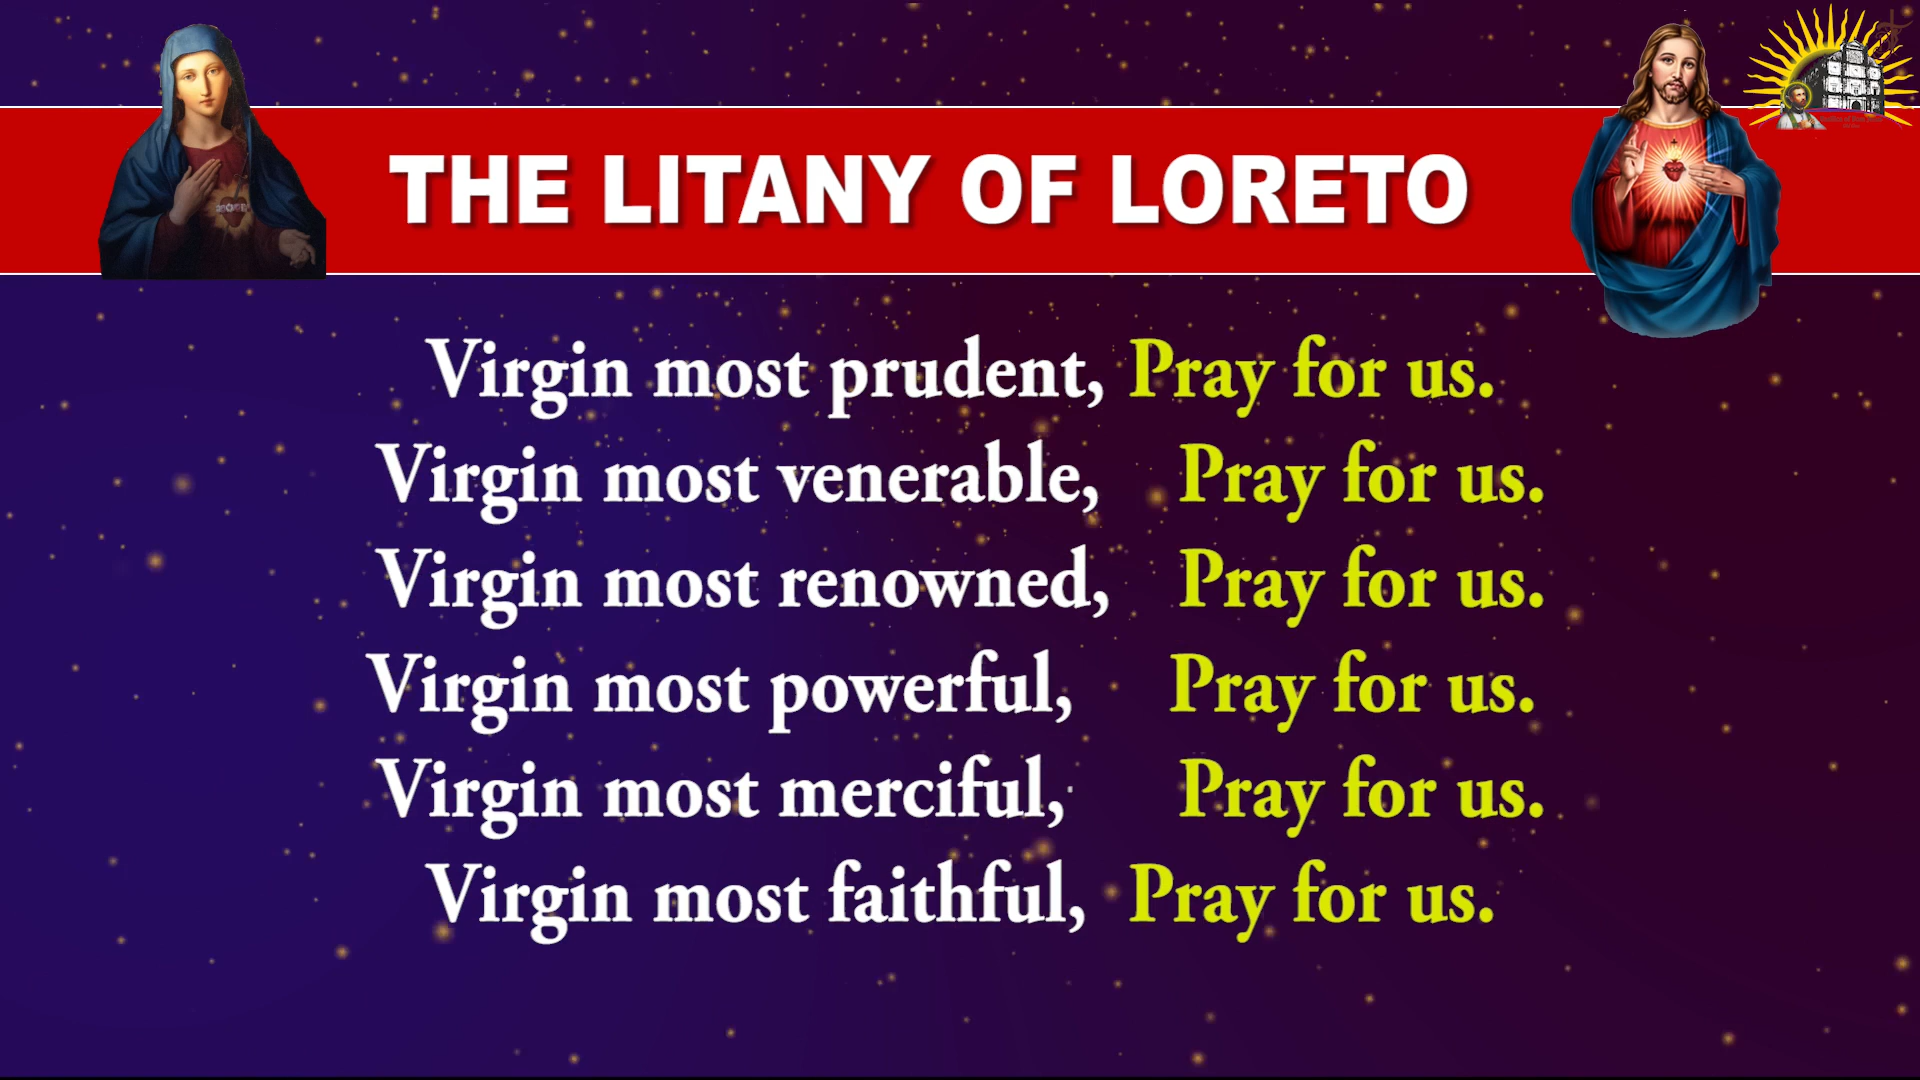 THE LITANY OF LORETO
Virgin most prudent, Pray for us.
Virgin most venerable, Pray for us.
Virgin most renowned, Pray for us.
Virgin most powerful, Pray for us.
Virgin most merciful, Pray for us.
Virgin most faithful, Pray for us.